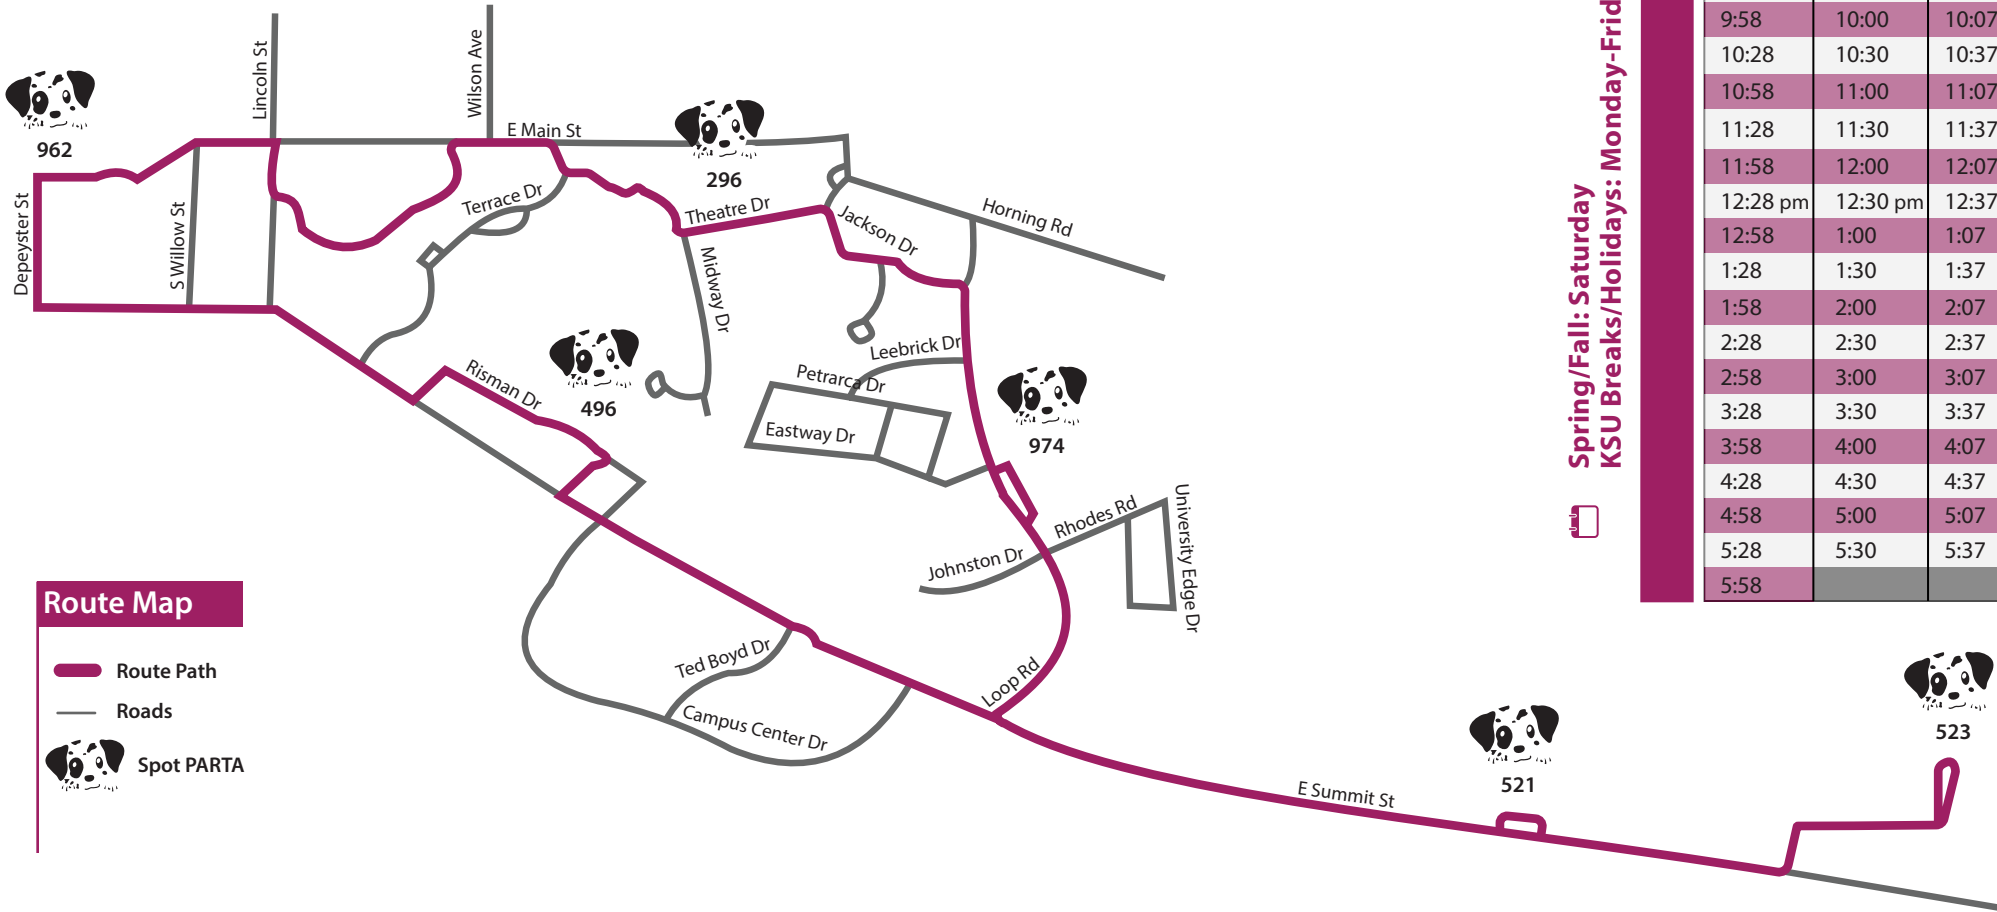 Lincoln St
Wilson Ave
E Main St
962
296
Terrace Dr
Theatre Dr
Jackson Dr
Horning Rd
Depeyster St
S Willow St
Midway Dr
Risman Dr
496
Leebrick Dr
Petrarca Dr
Eastway Dr
974
Rhodes Rd
Johnston Dr
University Edge Dr
Ted Boyd Dr
Campus Center Dr
Loop Rd
E Summit St
521
523
Route Map
Route Path
Roads
Spot PARTA
Spring/Fall: Saturday
KSU Breaks/Holidays: Monday-Frid
9:58 10:00 10:07
10:28 10:30 10:37
10:58 11:00 11:07
11:28 11:30 11:37
11:58 12:00 12:07
12:28 pm 12:30 pm 12:37
12:58 1:00 1:07
1:28 1:30 1:37
1:58 2:00 2:07
2:28 2:30 2:37
2:58 3:00 3:07
3:28 3:30 3:37
3:58 4:00 4:07
4:28 4:30 4:37
4:58 5:00 5:07
5:28 5:30 5:37
5:58